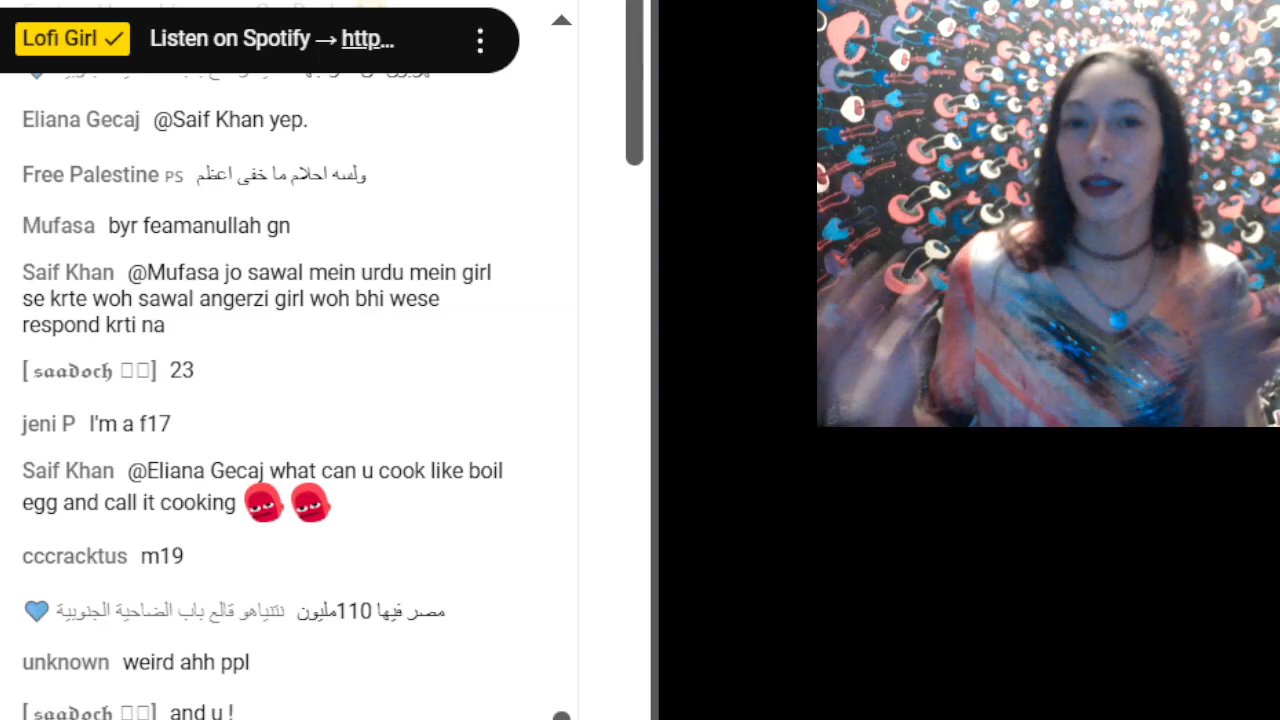 Lofi Girl ✓ Listen on Spotify → http...
Eliana Gecaj @Saif Khan yep.
Free Palestine PS ولسه احلام ما خفى اعظم
Mufasa byr feamanullah gn
Saif Khan @Mufasa jo sawal mein urdu mein girl
se krte woh sawal angerzi girl woh bhi wese
respond krti na
[ 𝖘𝖆𝖆𝖉𝖔𝖈𝖍 □□] 23
jeni P I'm a f17
Saif Khan @Eliana Gecaj what can u cook like boil
egg and call it cooking
cccracktus m19
💙 نتنياهو قالع باب الضاحية الجنوبية مصر فيها 110مليون
unknown weird ahh ppl
[ 𝖘𝖆𝖆𝖉𝖔𝖈𝖍 □□] and u !